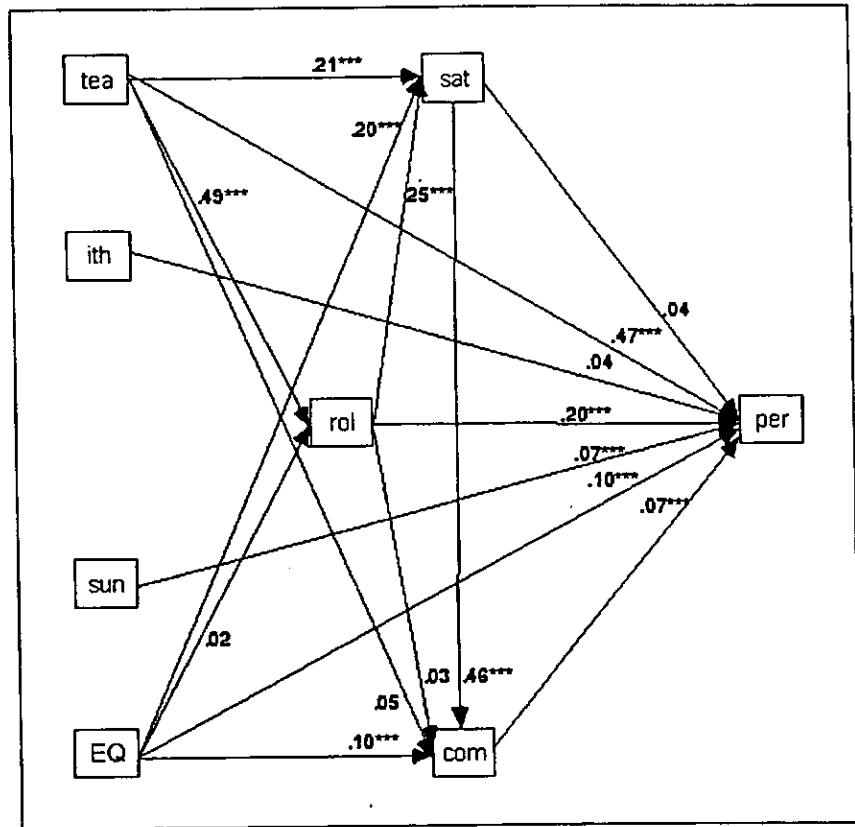 tea
.21***
sat
.20***
.49***
.25***
ith
.04
.47***
.04
rol
.20***
per
.07***
.10***
.07***
sun
.02
.03
.46***
.05
EQ
.10***
com